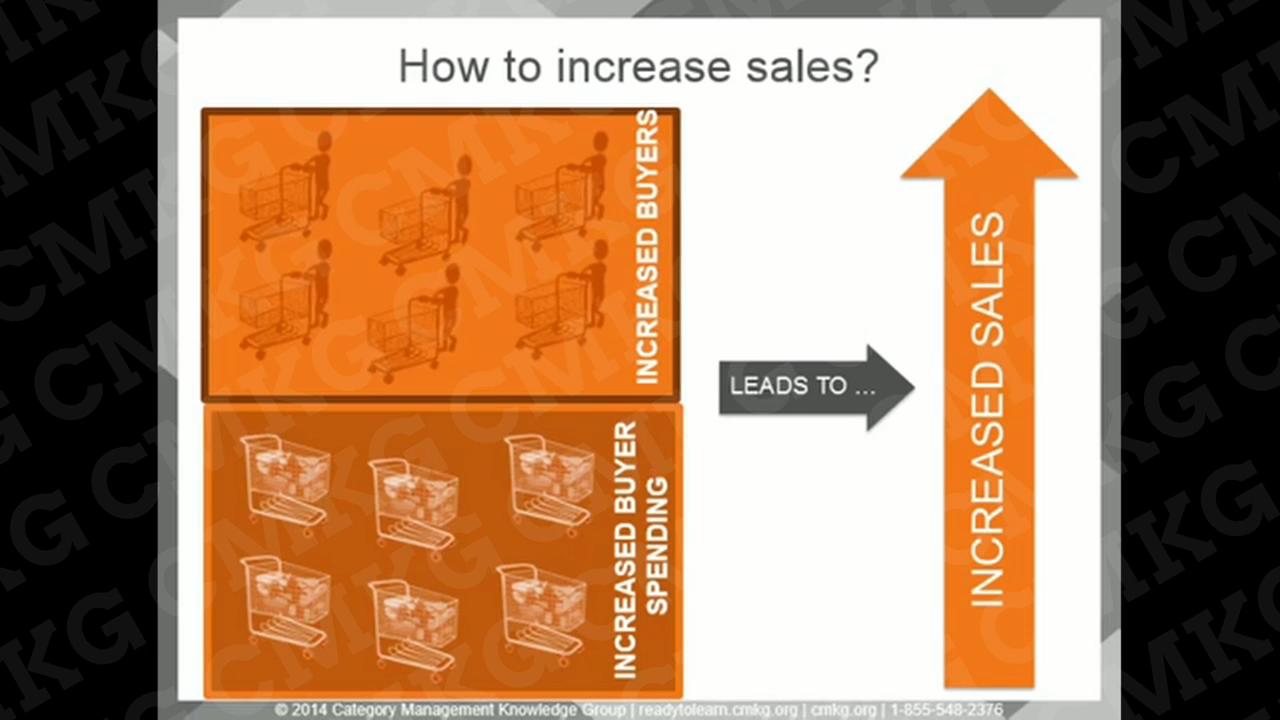 How to increase sales?
INCREASED BUYERS
INCREASED BUYER
SPENDING
LEADS TO ...
INCREASED SALES
© 2014 Category Management Knowledge Group | readytolearn.cmkg.org | cmkg.org | 1-855-548-2376
CMKG